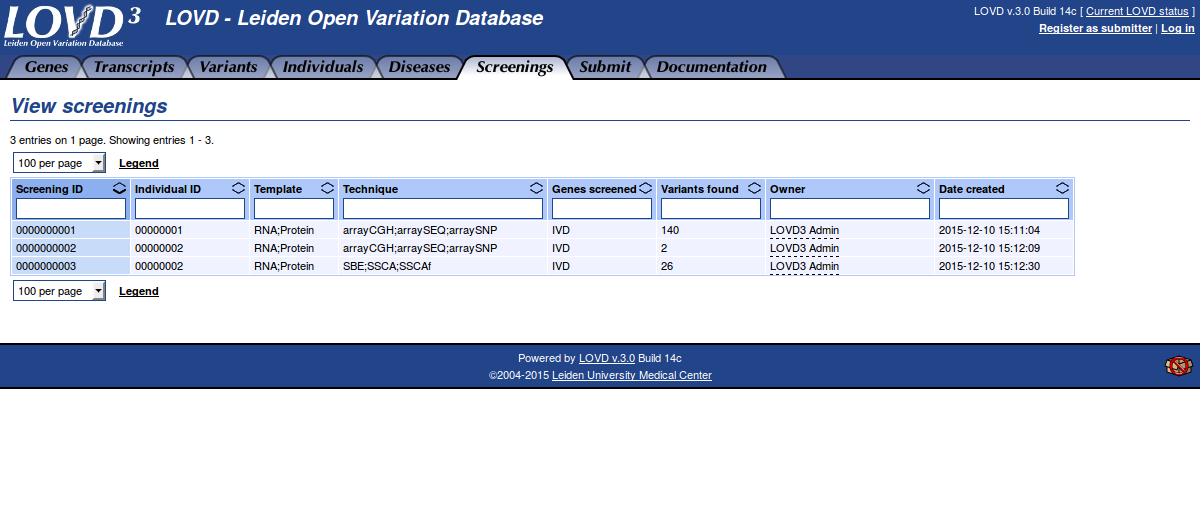 LOVD 3
Leiden Open Variation Database
LOVD - Leiden Open Variation Database
LOVD v.3.0 Build 14c [ Current LOVD status ]
Register as submitter | Log in
Genes Transcripts Variants Individuals Diseases Screenings Submit Documentation
View screenings
3 entries on 1 page. Showing entries 1 - 3.
100 per page Legend
Screening ID Individual ID Template Technique Genes screened Variants found Owner Date created
0000000001 00000001 RNA;Protein arrayCGH;arraySEQ;arraySNP IVD 140 LOVD3 Admin 2015-12-10 15:11:04
0000000002 00000002 RNA;Protein arrayCGH;arraySEQ;arraySNP IVD 2 LOVD3 Admin 2015-12-10 15:12:09
0000000003 00000002 RNA;Protein SBE;SSCA;SSCAf IVD 26 LOVD3 Admin 2015-12-10 15:12:30
100 per page Legend
Powered by LOVD v.3.0 Build 14c
©2004-2015 Leiden University Medical Center